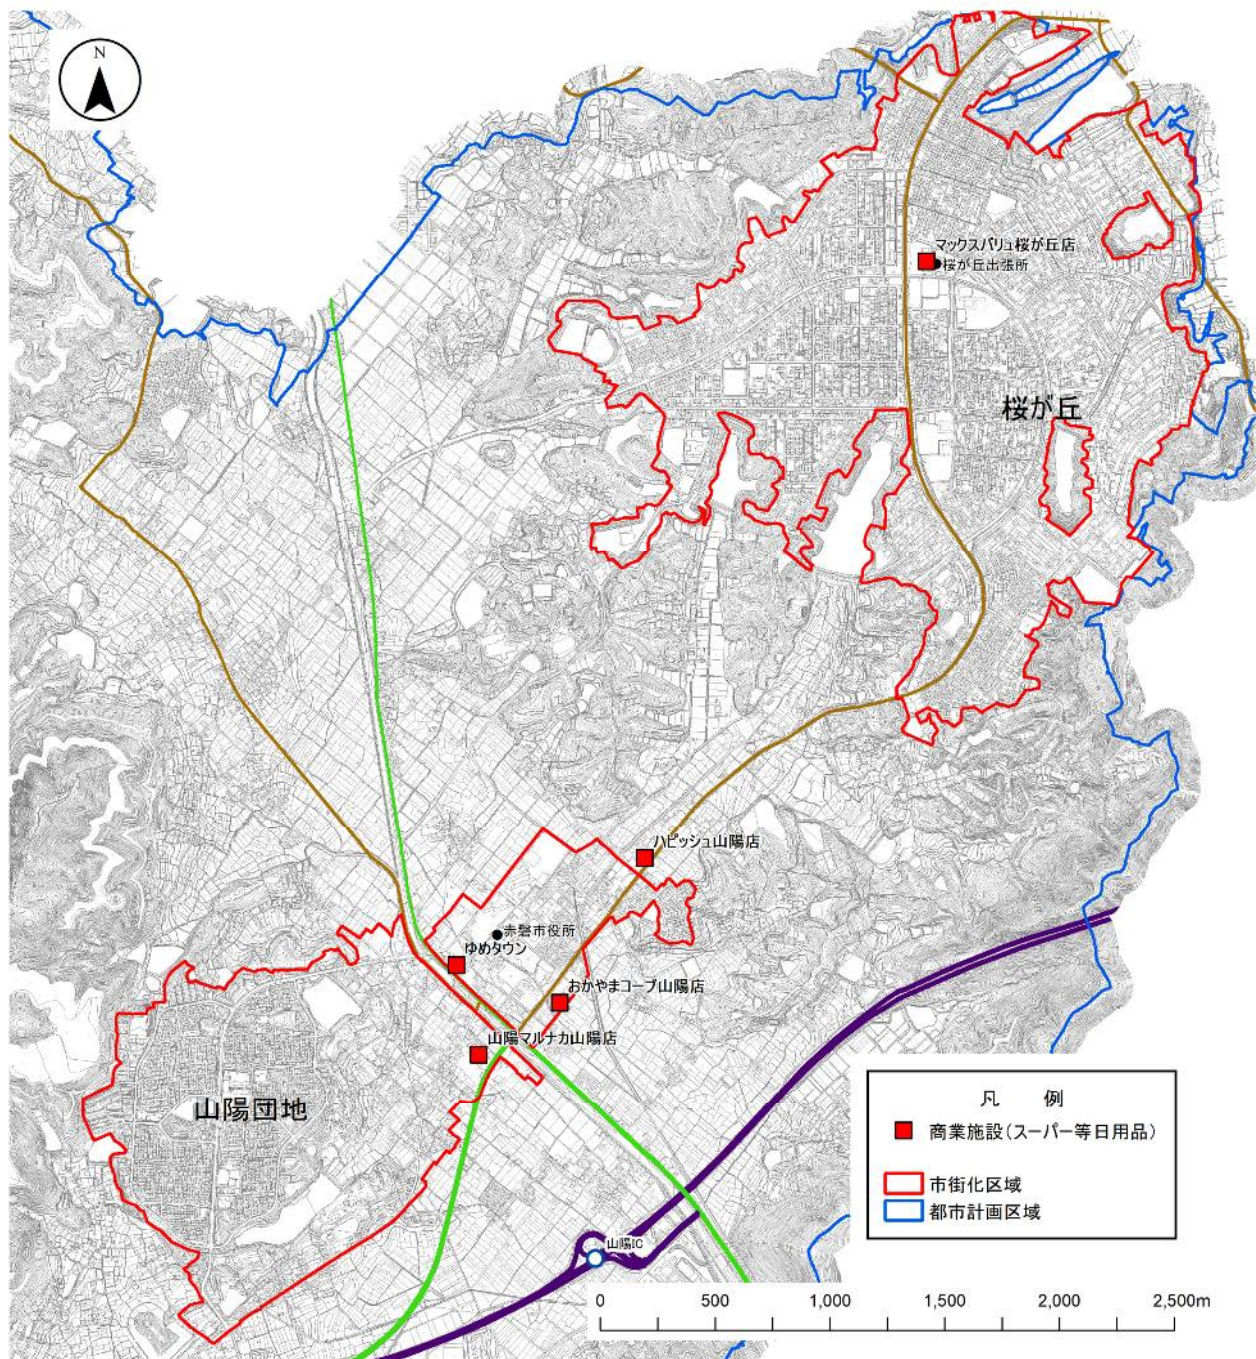 N
マックスバリュ桜が丘店
桜が丘出張所
桜が丘
ハピッシュ山陽店
赤磐市役所
ゆめタウン
おかやまコープ山陽店
山陽マルナカ山陽店
山陽団地
山陽IC
凡 例
商業施設(スーパー等日用品)
市街化区域
都市計画区域
0 500 1,000 1,500 2,000 2,500m